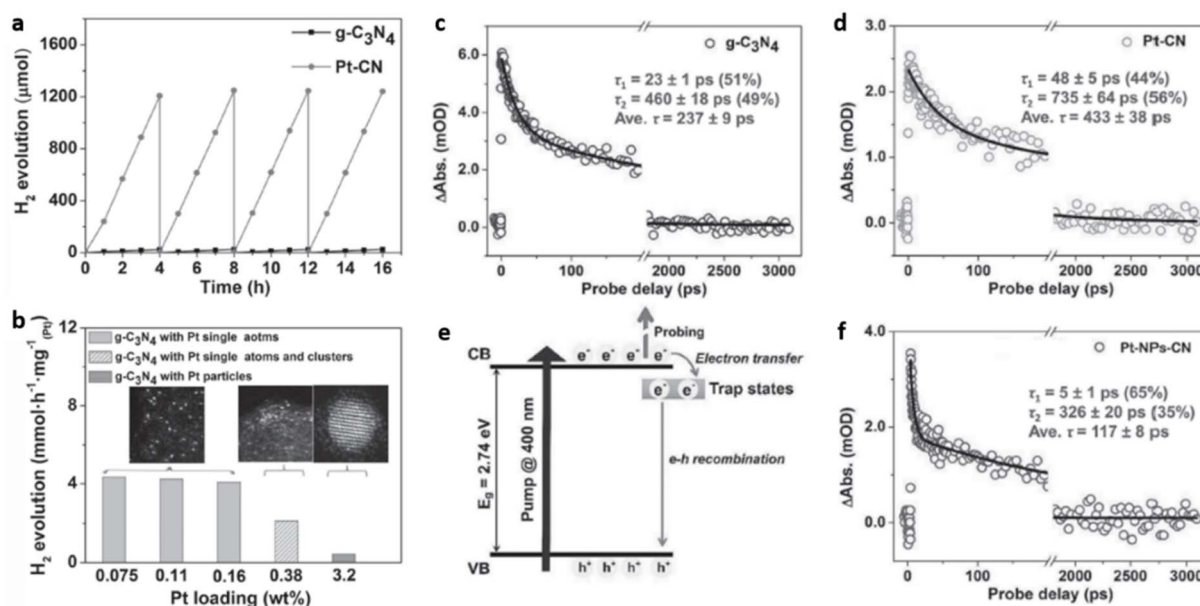 a
1600
1200
800
400
0
0 2 4 6 8 10 12 14 16
H₂ evolution (μmol)
Time (h)
g-C₃N₄
Pt-CN
b
12
8
4
0
H₂ evolution (mmol·h⁻¹·mg⁻¹(Pt))
g-C₃N₄ with Pt single aotms
g-C₃N₄ with Pt single atoms and clusters
g-C₃N₄ with Pt particles
0.075 0.11 0.16 0.38 3.2
Pt loading (wt%)
c
6.0
4.0
2.0
0.0
ΔAbs. (mOD)
g-C₃N₄
τ₁ = 23 ± 1 ps (51%)
τ₂ = 460 ± 18 ps (49%)
Ave. τ = 237 ± 9 ps
0 100 2000 2500 3000
Probe delay (ps)
e
Probing
CB
e⁻ e⁻ e⁻ e⁻
Electron transfer
e⁻ e⁻
Trap states
E_g = 2.74 eV
Pump @ 400 nm
e-h recombination
VB
h⁺ h⁺ h⁺ h⁺
d
3.0
2.0
1.0
0.0
ΔAbs. (mOD)
Pt-CN
τ₁ = 48 ± 5 ps (44%)
τ₂ = 735 ± 64 ps (56%)
Ave. τ = 433 ± 38 ps
0 100 2000 2500 3000
Probe delay (ps)
f
4.0
2.0
0.0
ΔAbs. (mOD)
Pt-NPs-CN
τ₁ = 5 ± 1 ps (65%)
τ₂ = 326 ± 20 ps (35%)
Ave. τ = 117 ± 8 ps
0 100 2000 2500 3000
Probe delay (ps)